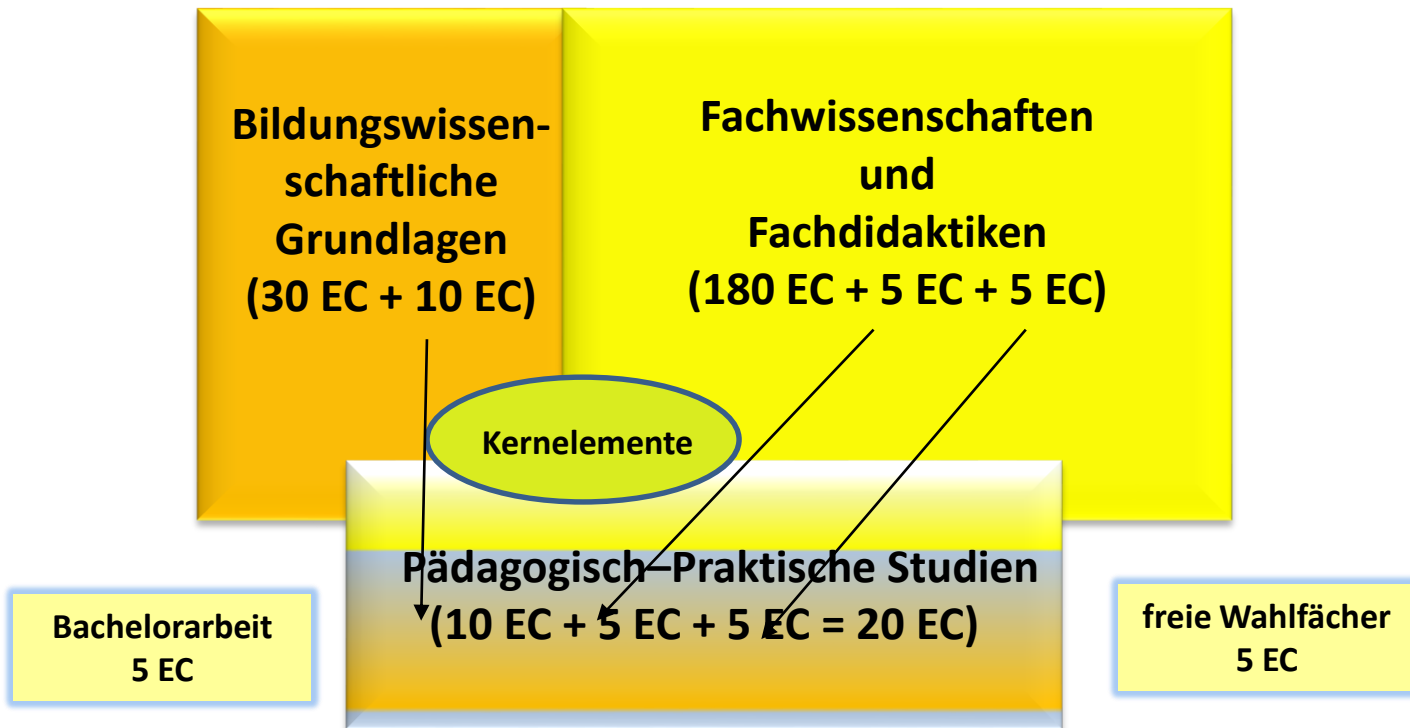 Bildungswissen-
schaftliche
Grundlagen
(30 EC + 10 EC)
Fachwissenschaften
und
Fachdidaktiken
(180 EC + 5 EC + 5 EC)
Kernelemente
Pädagogisch–Praktische Studien
(10 EC + 5 EC + 5 EC = 20 EC)
Bachelorarbeit
5 EC
freie Wahlfächer
5 EC